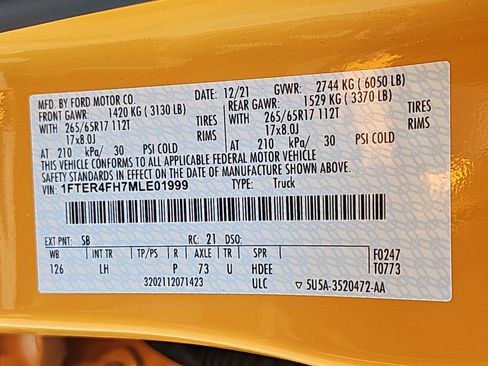 MFD. BY FORD MOTOR CO. 12/21 GVWR: 2744 KG ( 6050 LB)
FRONT GAWR: 1420 KG ( 3130 LB) REAR GAWR: 1529 KG ( 3370 LB)
WITH 265/65R17 112T TIRES WITH 265/65R17 112T TIRES
17x8.0J RIMS 17x8.0J RIMS
AT 210 kPa/ 30 PSI COLD AT 210 kPa/ 30 PSI COLD
THIS VEHICLE CONFORMS TO ALL APPLICABLE FEDERAL MOTOR VEHICLE
SAFETY STANDARDS IN EFFECT ON THE DATE OF MANUFACTURE SHOWN ABOVE.
VIN: 1FTER4FH7MLE01999 TYPE: Truck
EXT PNT: SB RC: 21 DSO:
WB INT TR TP/PS R AXLE TR SPR F0247
126 LH P 73 U HDEE T0773
3202112071423 ULC ▽ 5U5A-3520472-AA